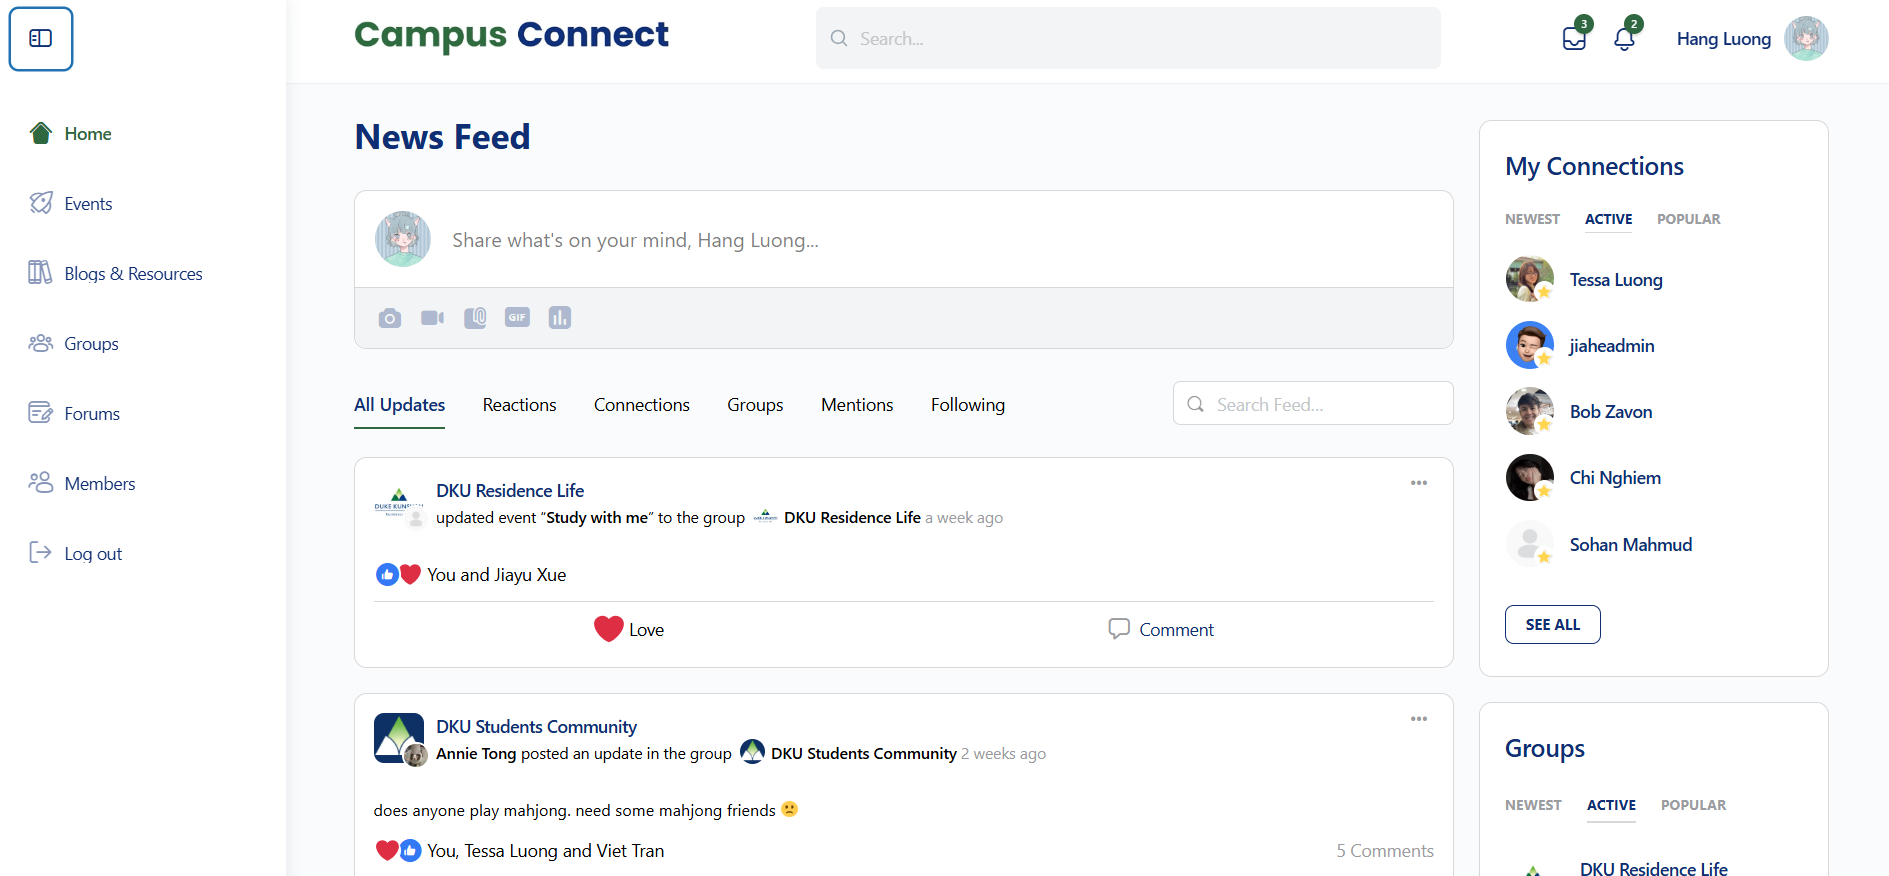 Campus Connect
Search...
3
2
Hang Luong
Home
Events
Blogs & Resources
Groups
Forums
Members
Log out
News Feed
Share what's on your mind, Hang Luong...
GIF
All Updates
Reactions
Connections
Groups
Mentions
Following
Search Feed...
DKU Residence Life
updated event “Study with me” to the group DKU Residence Life a week ago
You and Jiayu Xue
Love
Comment
DKU Students Community
Annie Tong posted an update in the group DKU Students Community 2 weeks ago
does anyone play mahjong. need some mahjong friends 🙁
You, Tessa Luong and Viet Tran
5 Comments
My Connections
NEWEST ACTIVE POPULAR
Tessa Luong
jiaheadmin
Bob Zavon
Chi Nghiem
Sohan Mahmud
SEE ALL
Groups
NEWEST ACTIVE POPULAR
DKU Residence Life